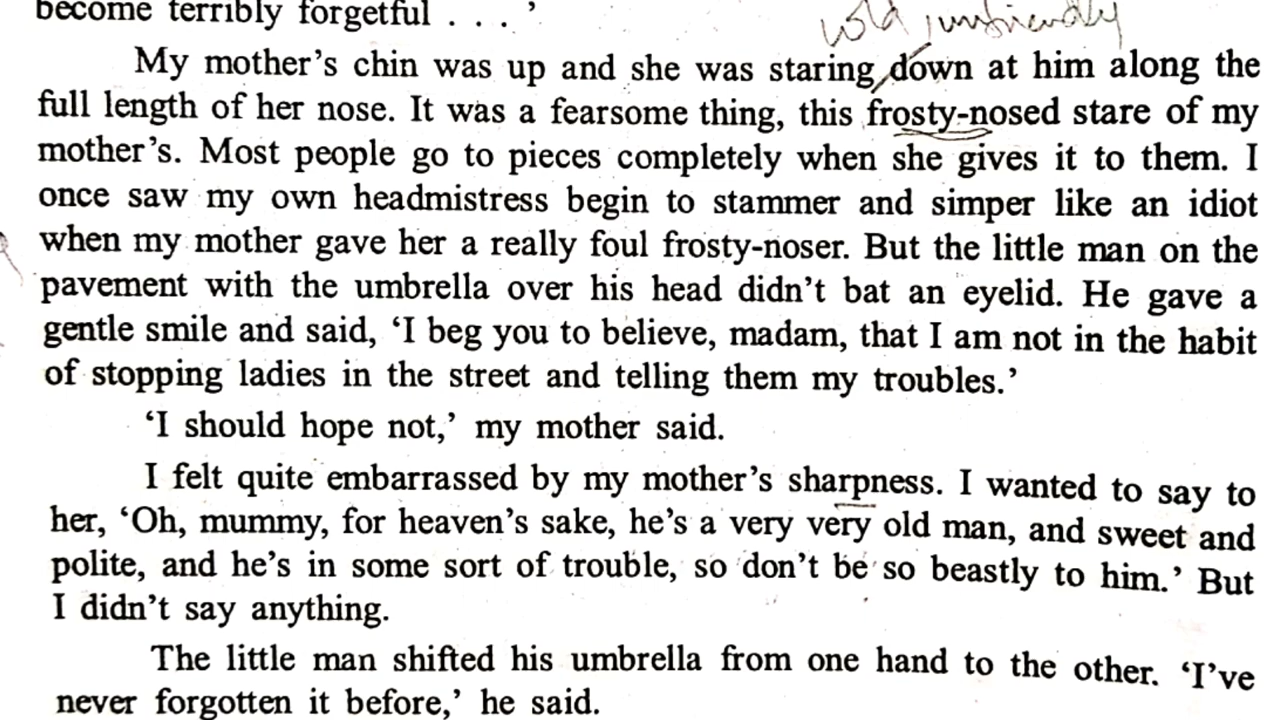 become terribly forgetful . . . ’
cold / unfriendly
My mother’s chin was up and she was staring down at him along the
full length of her nose. It was a fearsome thing, this frosty-nosed stare of my
mother’s. Most people go to pieces completely when she gives it to them. I
once saw my own headmistress begin to stammer and simper like an idiot
when my mother gave her a really foul frosty-noser. But the little man on the
pavement with the umbrella over his head didn’t bat an eyelid. He gave a
gentle smile and said, ‘I beg you to believe, madam, that I am not in the habit
of stopping ladies in the street and telling them my troubles.’
‘I should hope not,’ my mother said.
I felt quite embarrassed by my mother’s sharpness. I wanted to say to
her, ‘Oh, mummy, for heaven’s sake, he’s a very very old man, and sweet and
polite, and he’s in some sort of trouble, so don’t be so beastly to him.’ But
I didn’t say anything.
The little man shifted his umbrella from one hand to the other. ‘I’ve
never forgotten it before,’ he said.